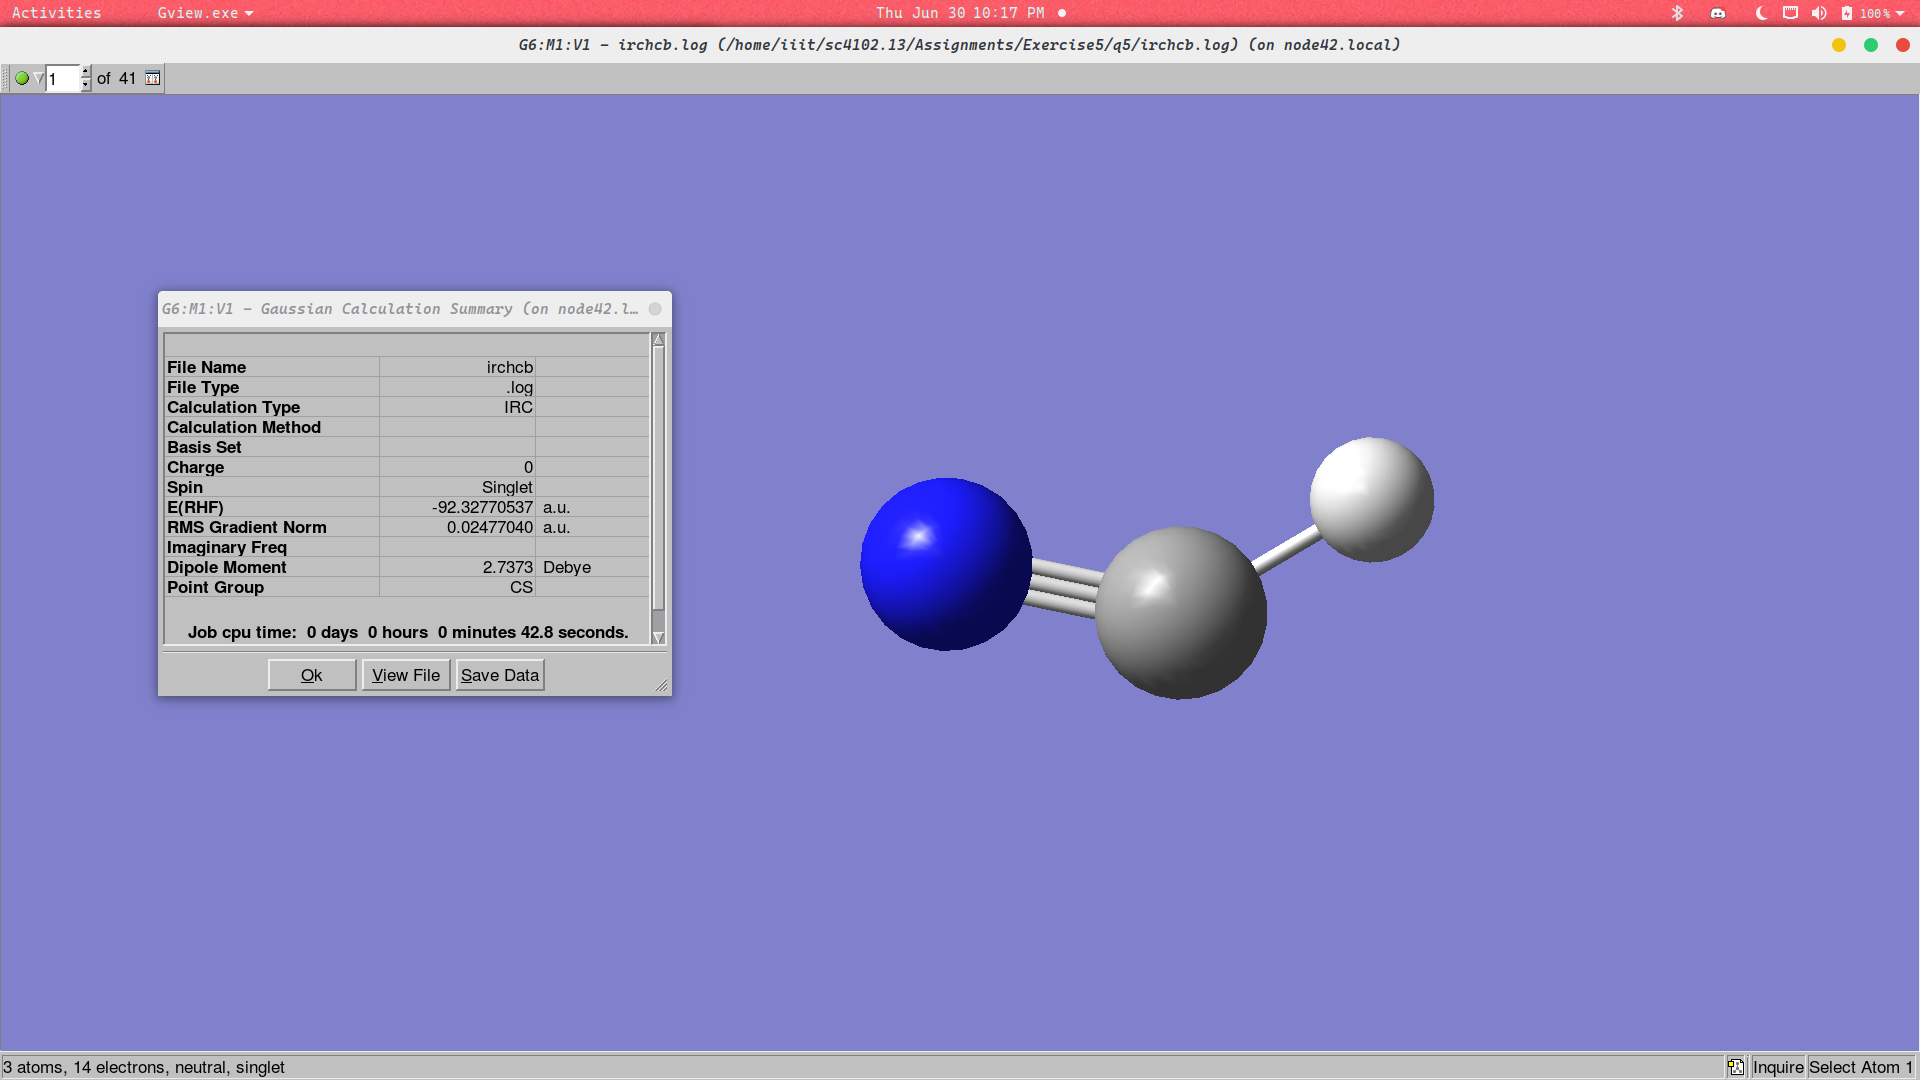 Activities Gview.exe Thu Jun 30 10:17 PM 100%
G6:M1:V1 - irchcb.log (/home/iiit/sc4102.13/Assignments/Exercise5/q5/irchcb.log) (on node42.local)
1 of 41
G6:M1:V1 - Gaussian Calculation Summary (on node42.l…
File Name irchcb
File Type .log
Calculation Type IRC
Calculation Method
Basis Set
Charge 0
Spin Singlet
E(RHF) -92.32770537 a.u.
RMS Gradient Norm 0.02477040 a.u.
Imaginary Freq
Dipole Moment 2.7373 Debye
Point Group CS
Job cpu time: 0 days 0 hours 0 minutes 42.8 seconds.
Ok View File Save Data
3 atoms, 14 electrons, neutral, singlet Inquire Select Atom 1